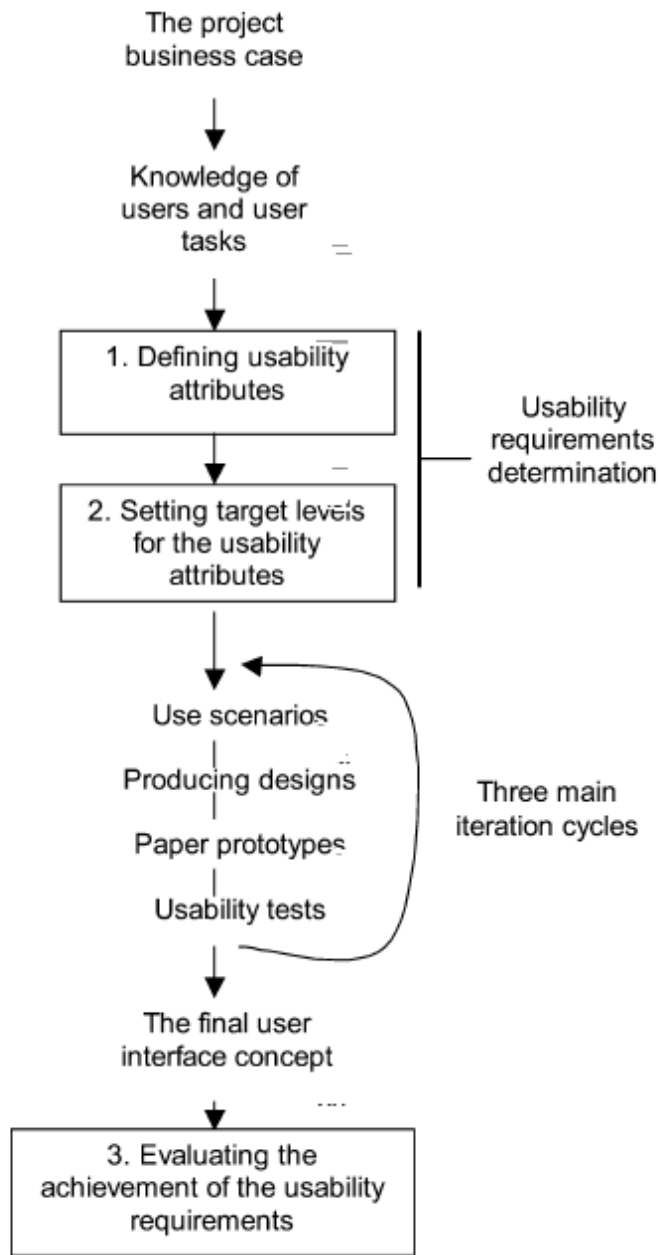 The project
business case
Knowledge of
users and user
tasks
1. Defining usability
attributes
Usability
requirements
determination
2. Setting target levels
for the usability
attributes
Use scenarios
Producing designs
Three main
iteration cycles
Paper prototypes
Usability tests
The final user
interface concept
3. Evaluating the
achievement of the usability
requirements